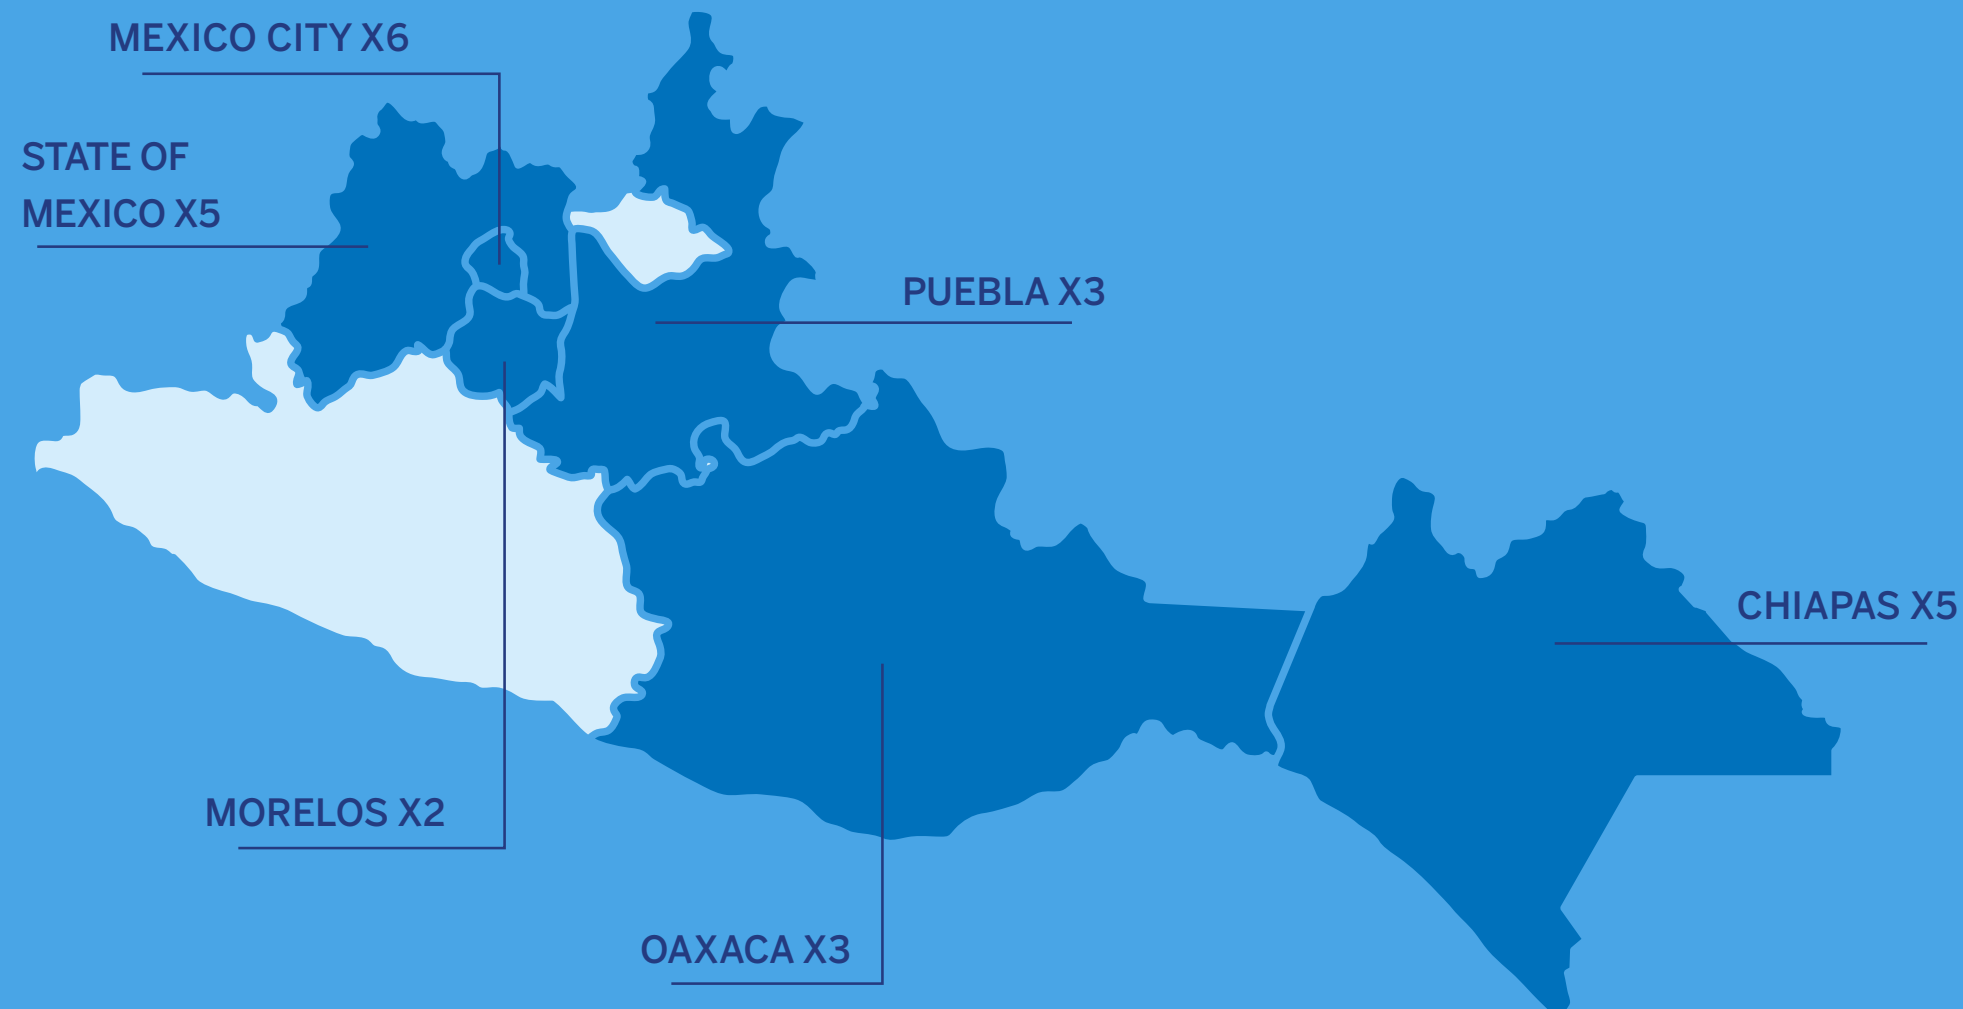 MEXICO CITY X6
STATE OF
MEXICO X5
PUEBLA X3
CHIAPAS X5
MORELOS X2
OAXACA X3